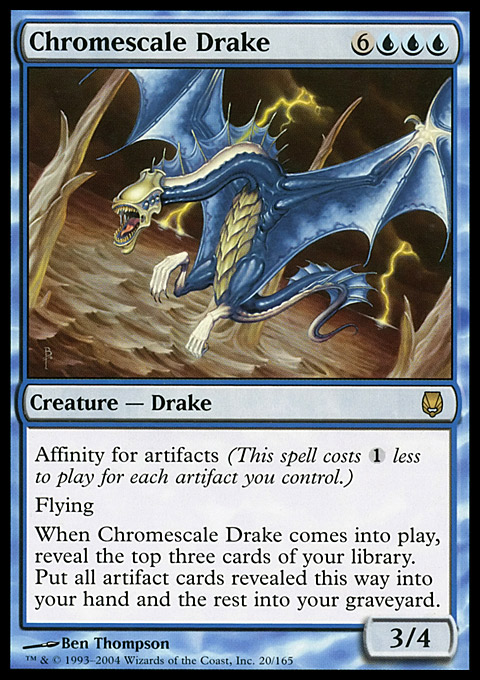 Chromescale Drake 6
Creature — Drake
Affinity for artifacts (This spell costs 1 less
to play for each artifact you control.)
Flying
When Chromescale Drake comes into play,
reveal the top three cards of your library.
Put all artifact cards revealed this way into
your hand and the rest into your graveyard.
Ben Thompson
3/4
™ & © 1993–2004 Wizards of the Coast, Inc. 20/165